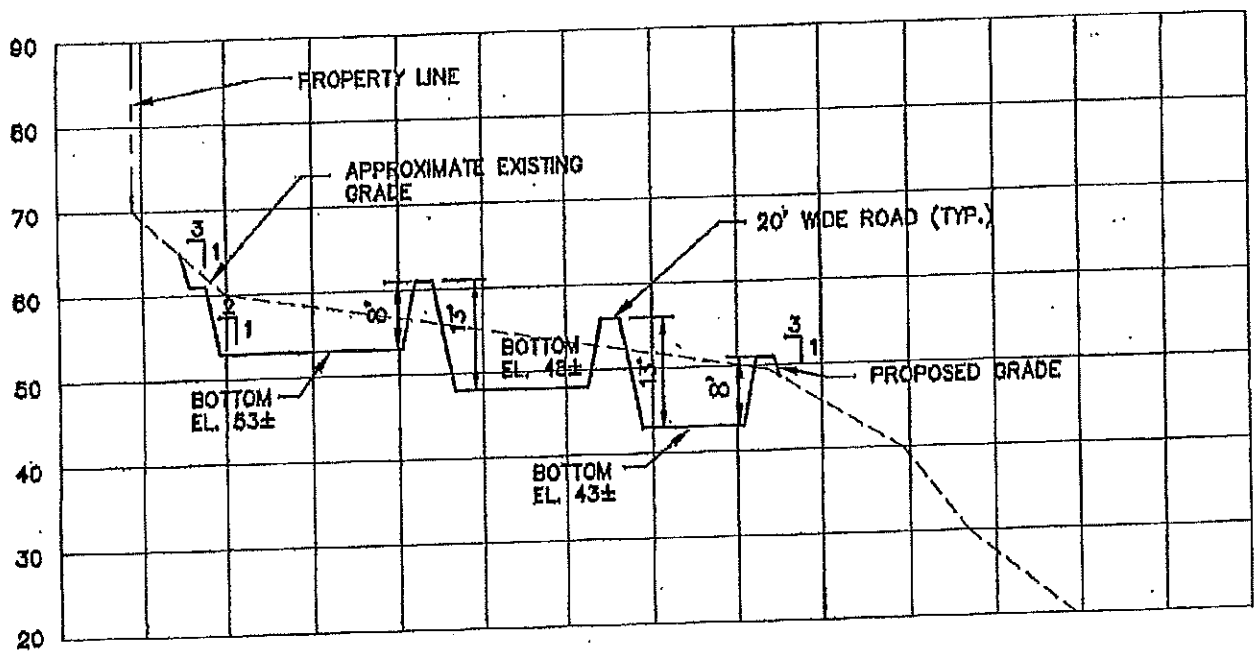 90
PROPERTY LINE
80
APPROXIMATE EXISTING
GRADE
70
20' WIDE ROAD (TYP.)
3
1
60
2
1
8'
13'
BOTTOM
EL. 48±
13'
8'
3
1
PROPOSED GRADE
50
BOTTOM
EL. 53±
40
BOTTOM
EL. 43±
30
20